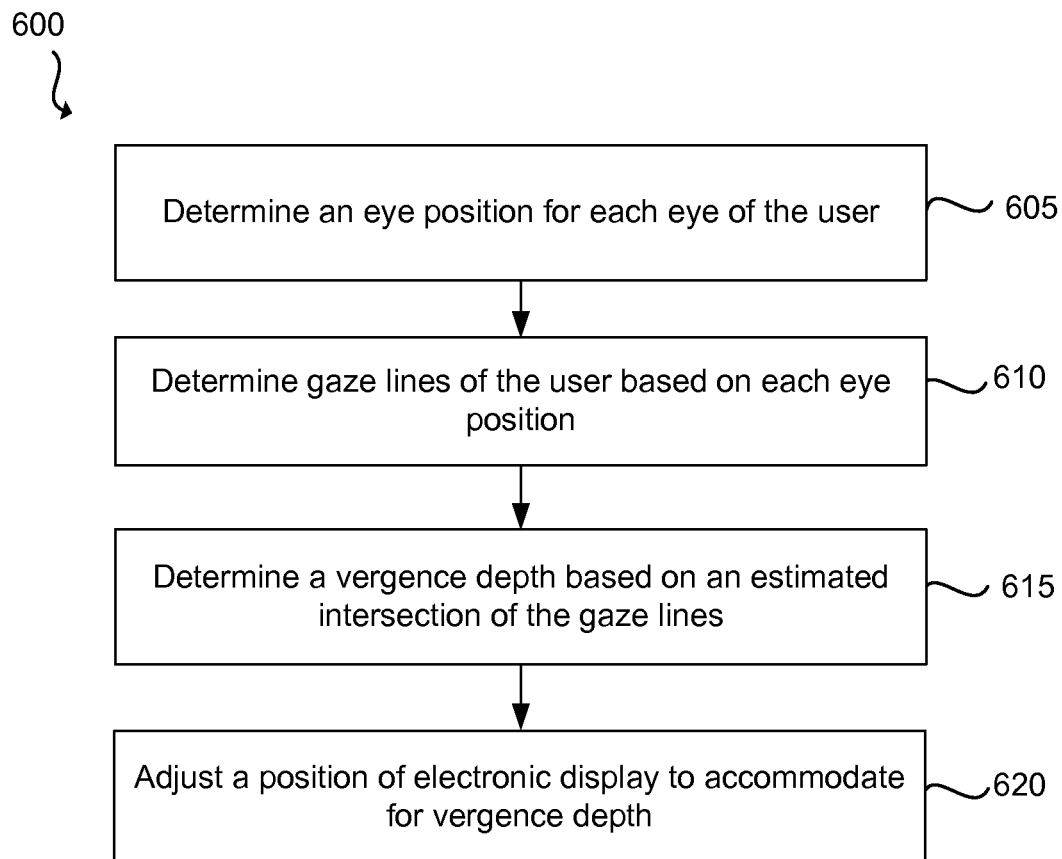 600
Determine an eye position for each eye of the user
605
Determine gaze lines of the user based on each eye
position
610
Determine a vergence depth based on an estimated
intersection of the gaze lines
615
Adjust a position of electronic display to accommodate
for vergence depth
620